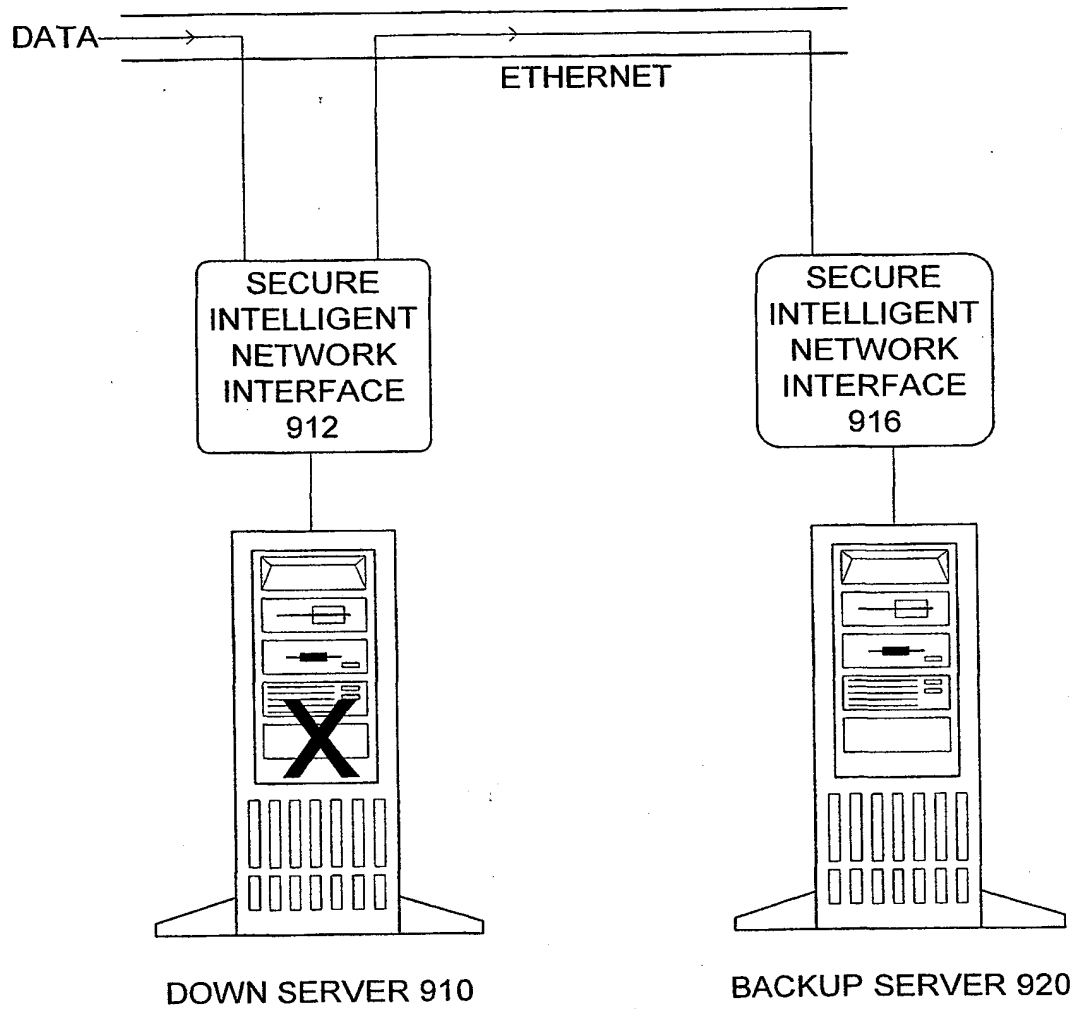 DATA
ETHERNET
SECURE
INTELLIGENT
NETWORK
INTERFACE
912
SECURE
INTELLIGENT
NETWORK
INTERFACE
916
X
DOWN SERVER 910
BACKUP SERVER 920